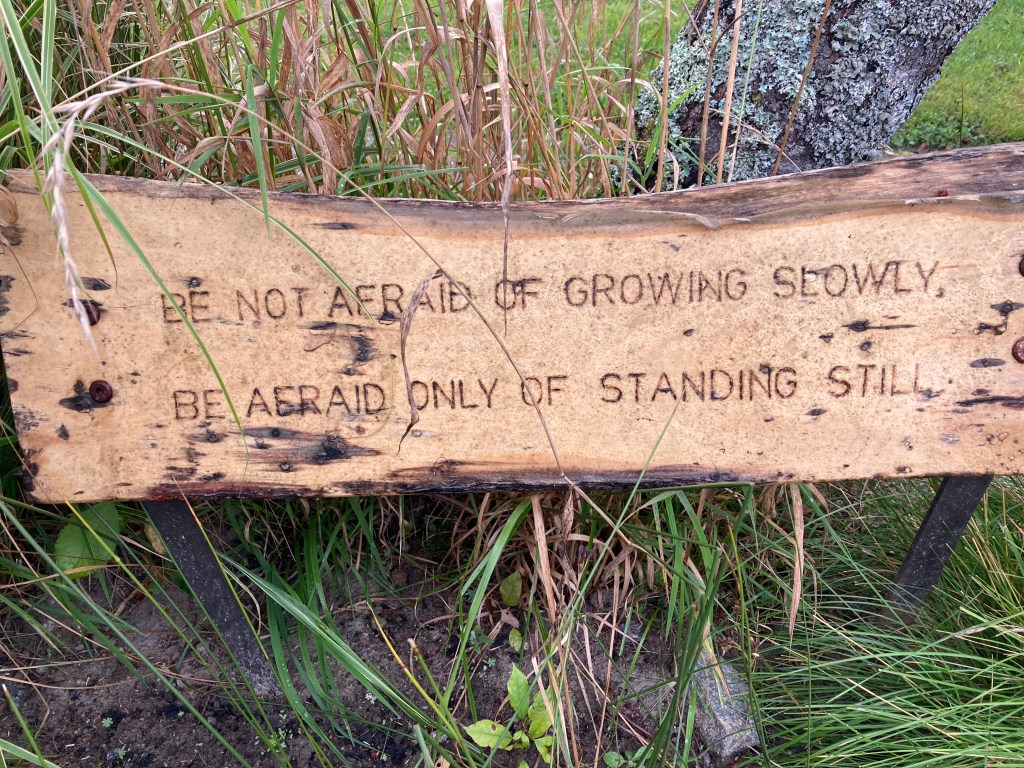 BE NOT AFRAID OF GROWING SLOWLY,
BE AFRAID ONLY OF STANDING STILL.